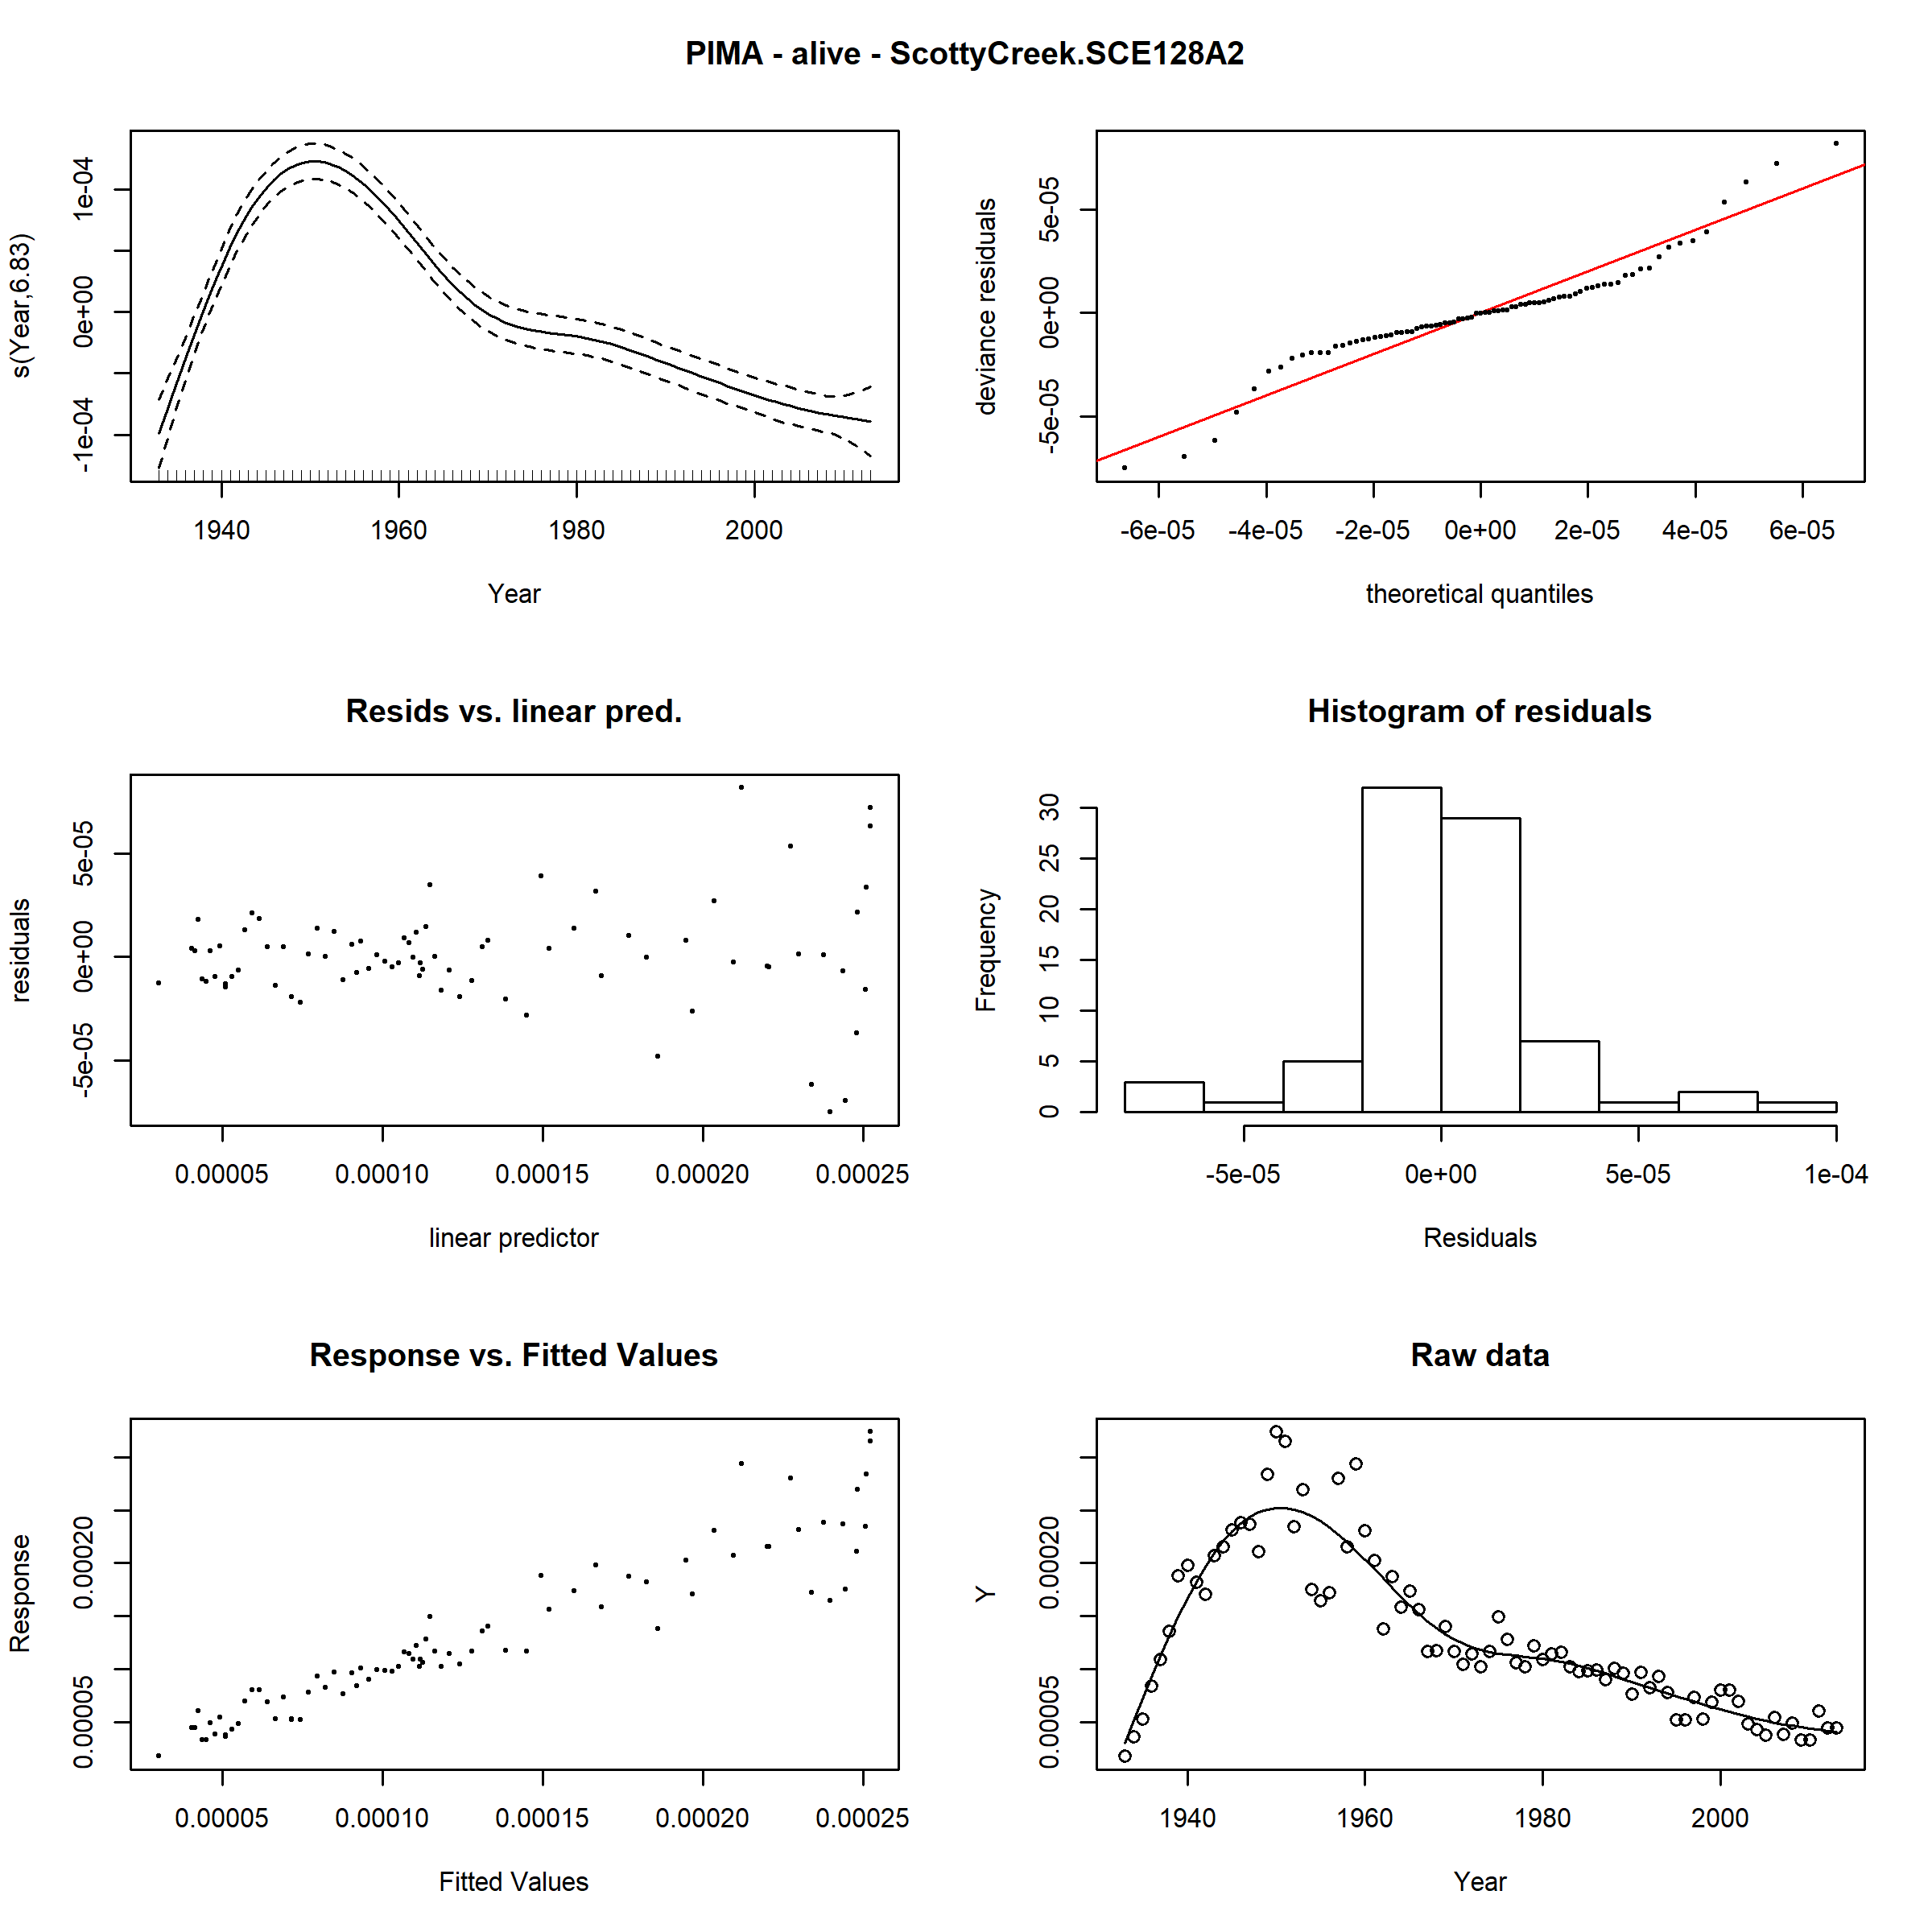 PIMA - alive - ScottyCreek.SCE128A2
s(Year,6.83)
-1e-04 0e+00 1e-04
1940 1960 1980 2000
Year
deviance residuals
-5e-05 0e+00 5e-05
-6e-05 -4e-05 -2e-05 0e+00 2e-05 4e-05 6e-05
theoretical quantiles
Resids vs. linear pred.
residuals
-5e-05 0e+00 5e-05
0.00005 0.00010 0.00015 0.00020 0.00025
linear predictor
Histogram of residuals
Frequency
0 5 10 15 20 25 30
-5e-05 0e+00 5e-05 1e-04
Residuals
Response vs. Fitted Values
Response
0.00005 0.00020
0.00005 0.00010 0.00015 0.00020 0.00025
Fitted Values
Raw data
Y
0.00005 0.00020
1940 1960 1980 2000
Year